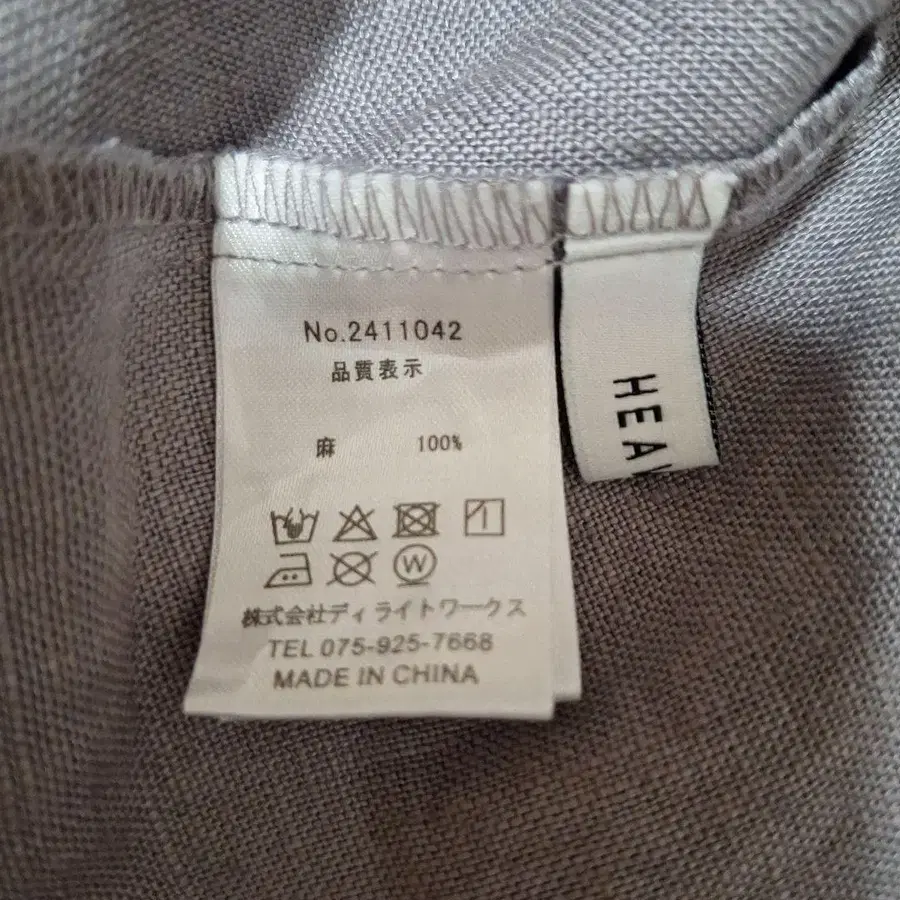 No.2411042
品質表示
麻 100%
W
株式会社ディライトワークス
TEL 075-925-7668
MADE IN CHINA